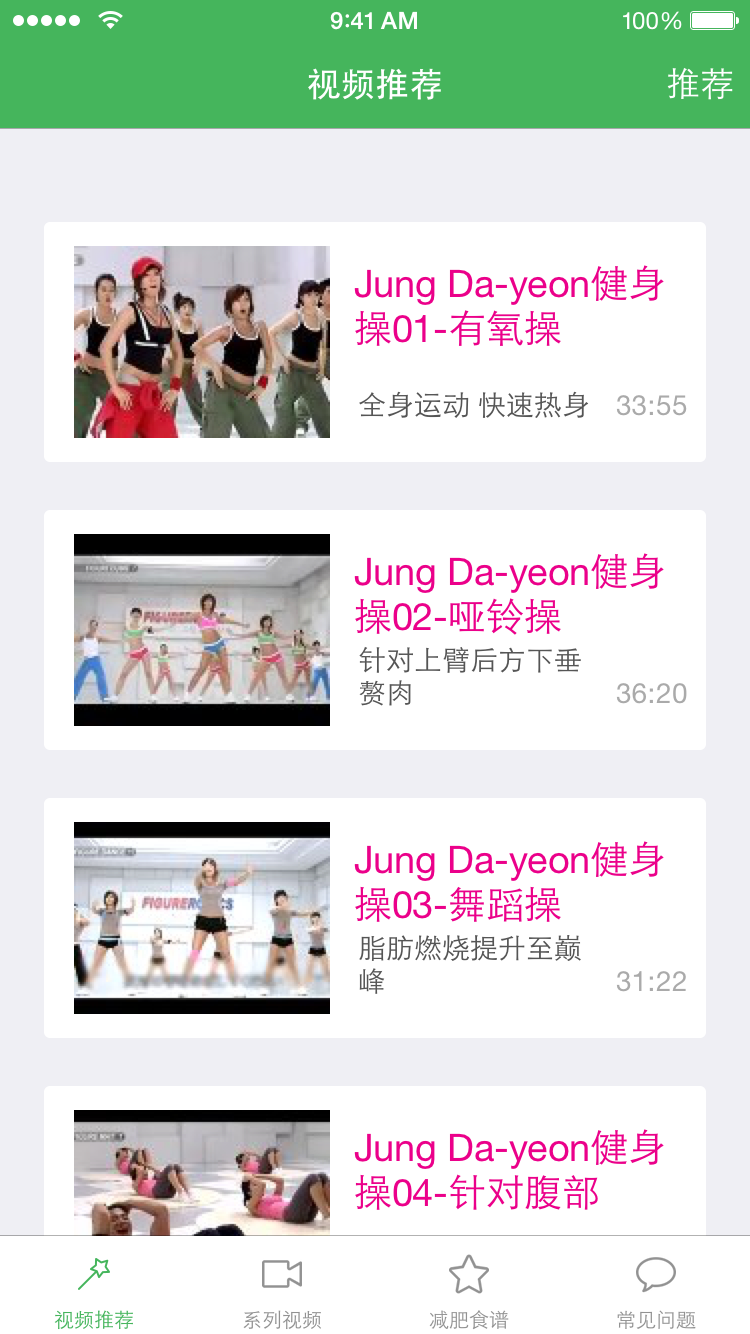 9:41 AM
100%
视频推荐
推荐
Jung Da-yeon健身
操01-有氧操
全身运动 快速热身
33:55
FIGURE
Jung Da-yeon健身
操02-哑铃操
针对上臂后方下垂
赘肉
36:20
FIGURER
Jung Da-yeon健身
操03-舞蹈操
脂肪燃烧提升至巅
峰
31:22
Jung Da-yeon健身
操04-针对腹部
视频推荐
系列视频
减肥食谱
常见问题